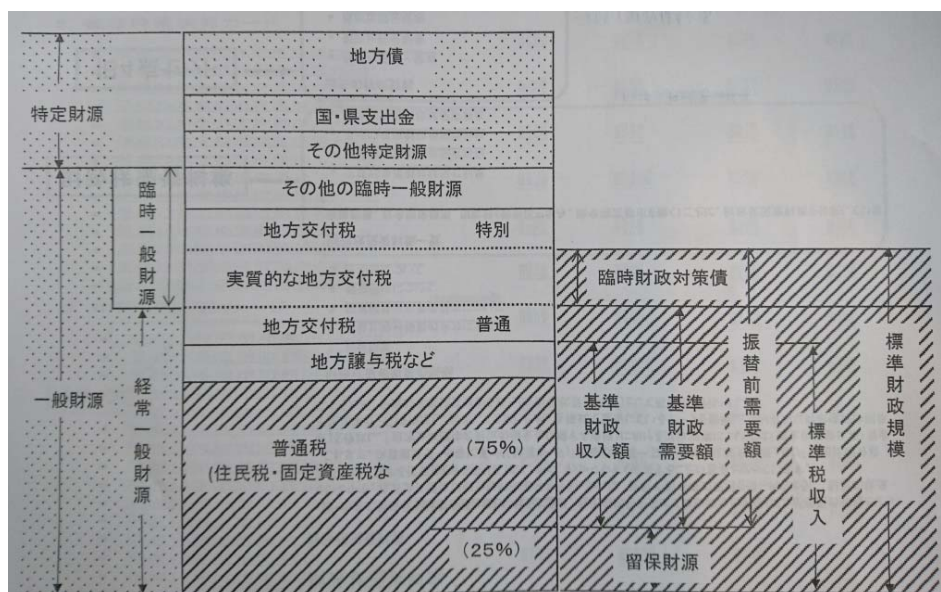 特定財源
一般財源
臨時一般財源
経常一般財源
地方債
国・県支出金
その他特定財源
その他の臨時一般財源
地方交付税 特別
実質的な地方交付税
地方交付税 普通
地方譲与税など
普通税 (75%)
(住民税・固定資産税な
(25%)
臨時財政対策債
基準
財政
収入額
基準
財政
需要額
振替前需要額
標準税収入
標準財政規模
留保財源